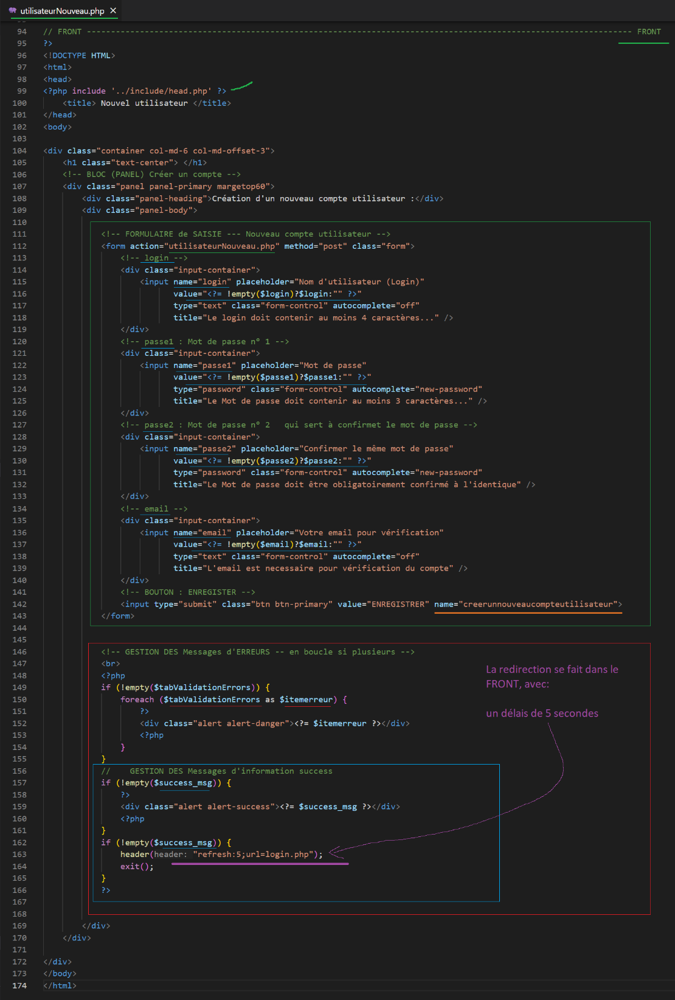 utilisateurNouveau.php ×
94 // FRONT ----------------------------------------------------------------------------------------------------------------- FRONT
95 ?>
96 <!DOCTYPE HTML>
97 <html>
98 <head>
99 <?php include '../include/head.php' ?>
100 <title> Nouvel utilisateur </title>
101 </head>
102 <body>
103
104 <div class="container col-md-6 col-md-offset-3">
105 <h1 class="text-center"> </h1>
106 <!-- BLOC (PANEL) Créer un compte -->
107 <div class="panel panel-primary margetop60">
108 <div class="panel-heading">Création d'un nouveau compte utilisateur :</div>
109 <div class="panel-body">
110
111 <!-- FORMULAIRE de SAISIE --- Nouveau compte utilisateur -->
112 <form action="utilisateurNouveau.php" method="post" class="form">
113 <!-- login -->
114 <div class="input-container">
115 <input name="login" placeholder="Nom d'utilisateur (Login)"
116 value="<?= !empty($login)?$login:"" ?>"
117 type="text" class="form-control" autocomplete="off"
118 title="Le login doit contenir au moins 4 caractères..." />
119 </div>
120 <!-- passe1 : Mot de passe n° 1 -->
121 <div class="input-container">
122 <input name="passe1" placeholder="Mot de passe"
123 value="<?= !empty($passe1)?$passe1:"" ?>"
124 type="password" class="form-control" autocomplete="new-password"
125 title="Le Mot de passe doit contenir au moins 3 caractères..." />
126 </div>
127 <!-- passe2 : Mot de passe n° 2 qui sert à confirmet le mot de passe -->
128 <div class="input-container">
129 <input name="passe2" placeholder="Confirmer le même mot de passe"
130 value="<?= !empty($passe2)?$passe2:"" ?>"
131 type="password" class="form-control" autocomplete="new-password"
132 title="Le Mot de passe doit être obligatoirement confirmé à l'identique" />
133 </div>
134 <!-- email -->
135 <div class="input-container">
136 <input name="email" placeholder="Votre email pour vérification"
137 value="<?= !empty($email)?$email:"" ?>"
138 type="text" class="form-control" autocomplete="off"
139 title="L'email est necessaire pour vérification du compte" />
140 </div>
141 <!-- BOUTON : ENREGISTER -->
142 <input type="submit" class="btn btn-primary" value="ENREGISTRER" name="creerunnouveaucompteutilisateur">
143 </form>
144
145
146 <!-- GESTION DES Messages d'ERREURS -- en boucle si plusieurs -->
147 <br>
148 <?php
149 if (!empty($tabValidationErrors)) {
150 foreach ($tabValidationErrors as $itemerreur) {
151 ?>
152 <div class="alert alert-danger"><?= $itemerreur ?></div>
153 <?php
154 }
155 }
156 // GESTION DES Messages d'information success
157 if (!empty($success_msg)) {
158 ?>
159 <div class="alert alert-success"><?= $success_msg ?></div>
160 <?php
161 }
162 if (!empty($success_msg)) {
163 header(header: "refresh:5;url=login.php");
164 exit();
165 }
166 ?>
167
168
169 </div>
170 </div>
171
172 </div>
173 </body>
174 </html>
La redirection se fait dans le
FRONT, avec:
un délais de 5 secondes